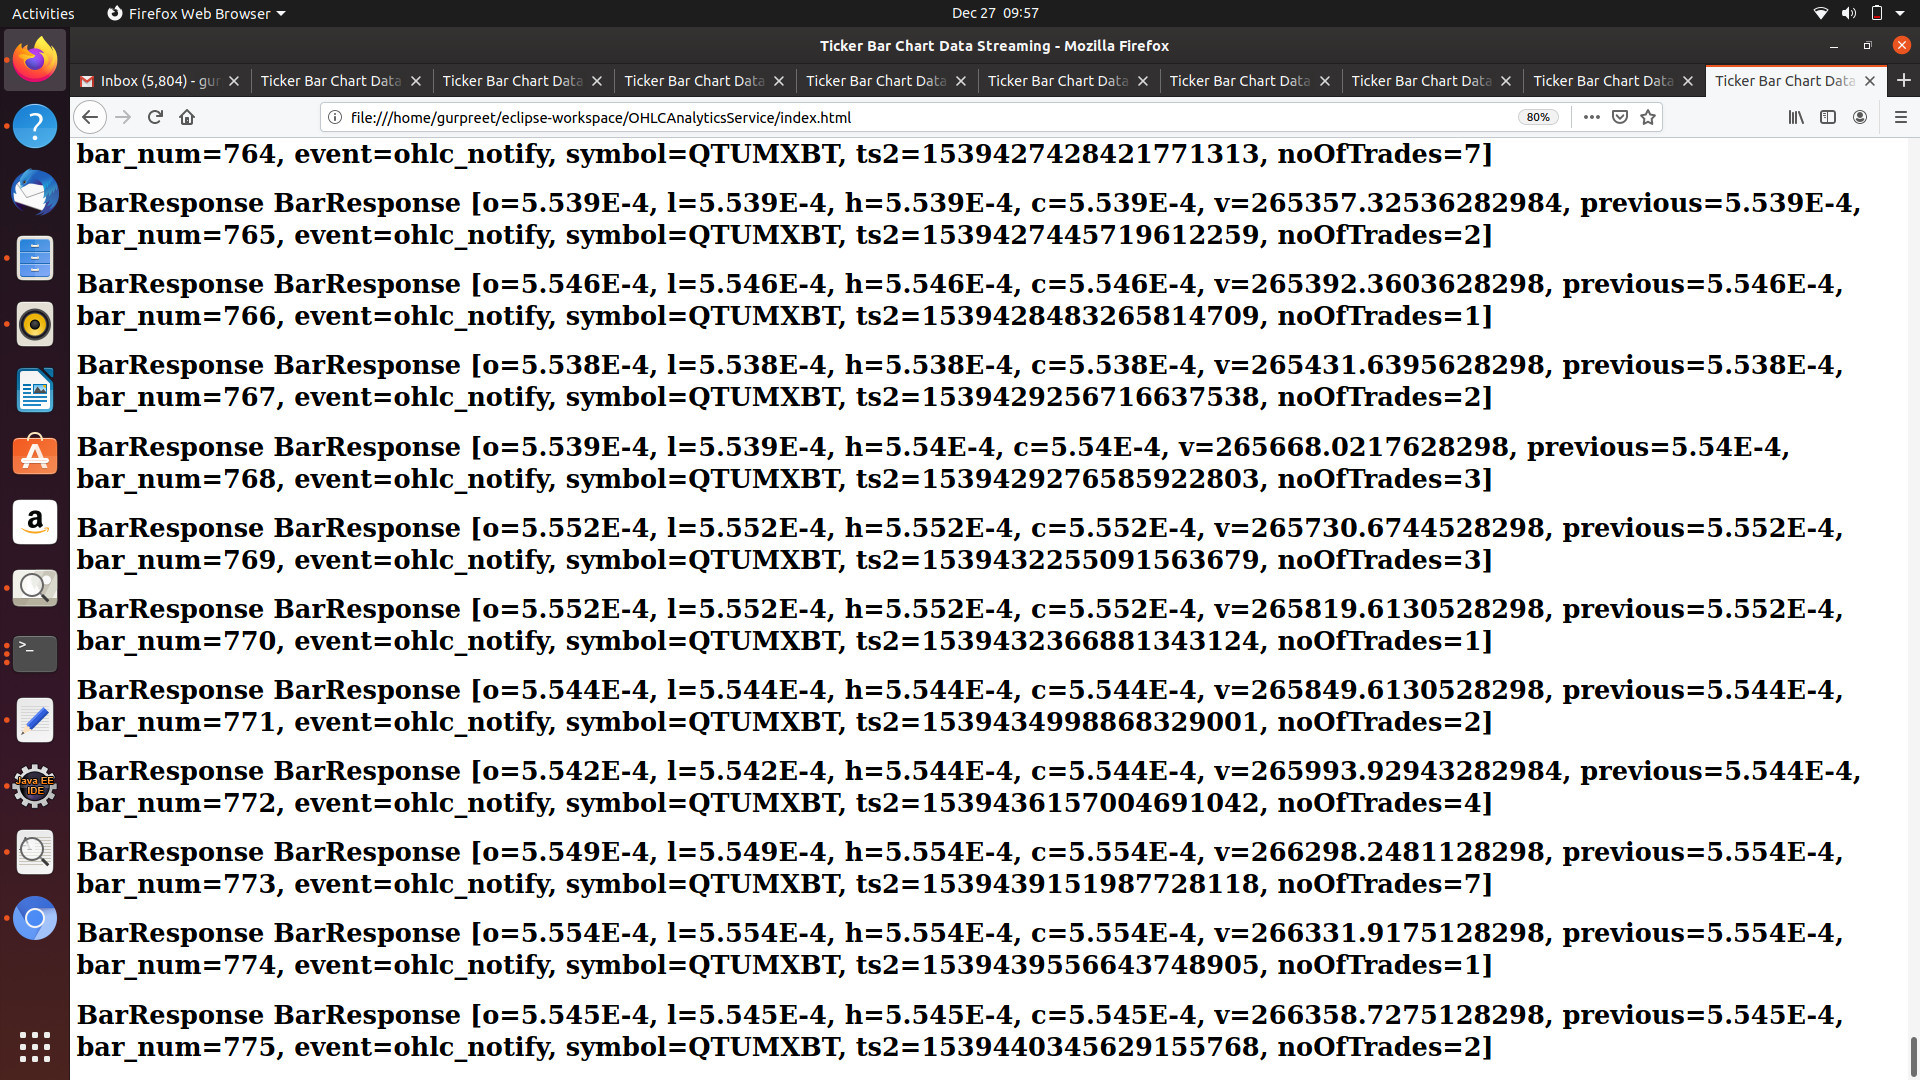 Activities
Firefox Web Browser
Dec 27 09:57
Ticker Bar Chart Data Streaming - Mozilla Firefox
Inbox (5,804) - gur
Ticker Bar Chart Data
Ticker Bar Chart Data
Ticker Bar Chart Data
Ticker Bar Chart Data
Ticker Bar Chart Data
Ticker Bar Chart Data
Ticker Bar Chart Data
Ticker Bar Chart Data
Ticker Bar Chart Data
file:///home/gurpreet/eclipse-workspace/OHLCAnalyticsService/index.html
80%
bar_num=764, event=ohlc_notify, symbol=QTUMXBT, ts2=1539427428421771313, noOfTrades=7]
BarResponse BarResponse [o=5.539E-4, l=5.539E-4, h=5.539E-4, c=5.539E-4, v=265357.32536282984, previous=5.539E-4,
bar_num=765, event=ohlc_notify, symbol=QTUMXBT, ts2=1539427445719612259, noOfTrades=2]
BarResponse BarResponse [o=5.546E-4, l=5.546E-4, h=5.546E-4, c=5.546E-4, v=265392.3603628298, previous=5.546E-4,
bar_num=766, event=ohlc_notify, symbol=QTUMXBT, ts2=1539428483265814709, noOfTrades=1]
BarResponse BarResponse [o=5.538E-4, l=5.538E-4, h=5.538E-4, c=5.538E-4, v=265431.6395628298, previous=5.538E-4,
bar_num=767, event=ohlc_notify, symbol=QTUMXBT, ts2=1539429256716637538, noOfTrades=2]
BarResponse BarResponse [o=5.539E-4, l=5.539E-4, h=5.54E-4, c=5.54E-4, v=265668.0217628298, previous=5.54E-4,
bar_num=768, event=ohlc_notify, symbol=QTUMXBT, ts2=1539429276585922803, noOfTrades=3]
BarResponse BarResponse [o=5.552E-4, l=5.552E-4, h=5.552E-4, c=5.552E-4, v=265730.6744528298, previous=5.552E-4,
bar_num=769, event=ohlc_notify, symbol=QTUMXBT, ts2=1539432255091563679, noOfTrades=3]
BarResponse BarResponse [o=5.552E-4, l=5.552E-4, h=5.552E-4, c=5.552E-4, v=265819.6130528298, previous=5.552E-4,
bar_num=770, event=ohlc_notify, symbol=QTUMXBT, ts2=1539432366881343124, noOfTrades=1]
BarResponse BarResponse [o=5.544E-4, l=5.544E-4, h=5.544E-4, c=5.544E-4, v=265849.6130528298, previous=5.544E-4,
bar_num=771, event=ohlc_notify, symbol=QTUMXBT, ts2=1539434998868329001, noOfTrades=2]
BarResponse BarResponse [o=5.542E-4, l=5.542E-4, h=5.544E-4, c=5.544E-4, v=265993.92943282984, previous=5.544E-4,
bar_num=772, event=ohlc_notify, symbol=QTUMXBT, ts2=1539436157004691042, noOfTrades=4]
BarResponse BarResponse [o=5.549E-4, l=5.549E-4, h=5.554E-4, c=5.554E-4, v=266298.2481128298, previous=5.554E-4,
bar_num=773, event=ohlc_notify, symbol=QTUMXBT, ts2=1539439151987728118, noOfTrades=7]
BarResponse BarResponse [o=5.554E-4, l=5.554E-4, h=5.554E-4, c=5.554E-4, v=266331.9175128298, previous=5.554E-4,
bar_num=774, event=ohlc_notify, symbol=QTUMXBT, ts2=1539439556643748905, noOfTrades=1]
BarResponse BarResponse [o=5.545E-4, l=5.545E-4, h=5.545E-4, c=5.545E-4, v=266358.7275128298, previous=5.545E-4,
bar_num=775, event=ohlc_notify, symbol=QTUMXBT, ts2=1539440345629155768, noOfTrades=2]
Java EE
IDE